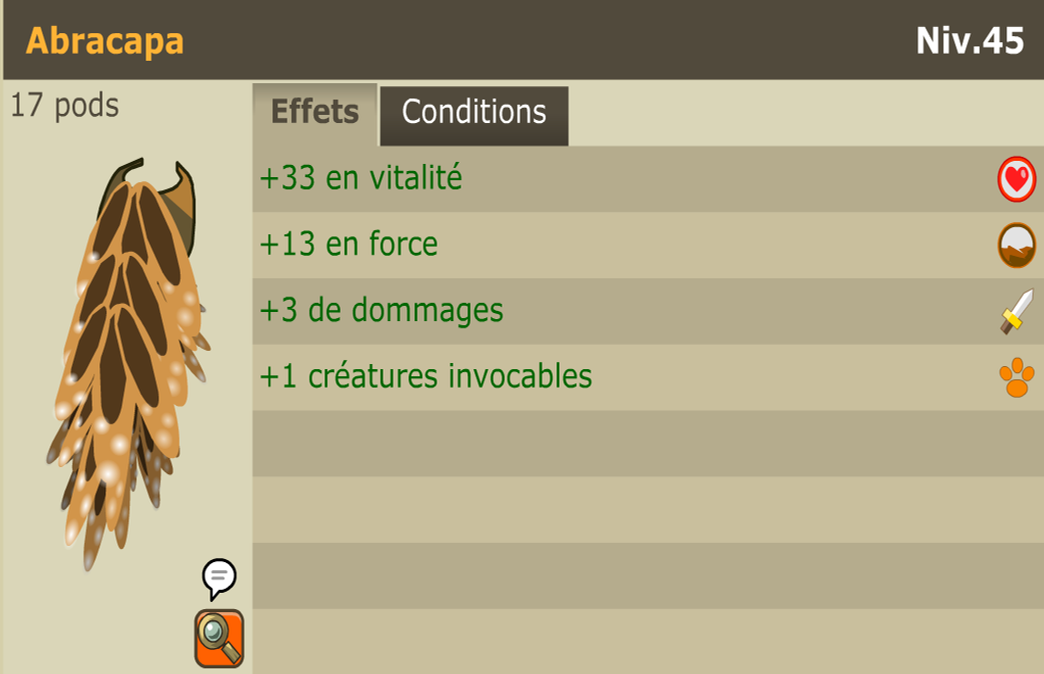 Abracapa
Niv.45
17 pods
Effets
Conditions
+33 en vitalité
+13 en force
+3 de dommages
+1 créatures invocables